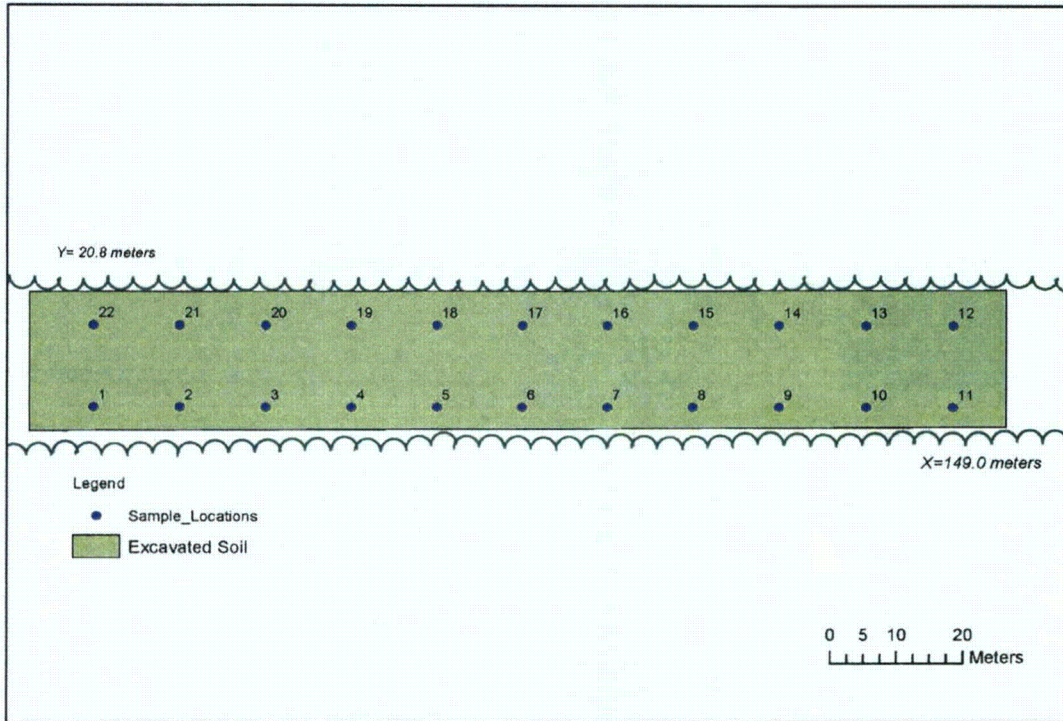 Y= 20.8 meters
22 21 20 19 18 17 16 15 14 13 12
1 2 3 4 5 6 7 8 9 10 11
X=149.0 meters
Legend
Sample_Locations
Excavated Soil
0 5 10 20
Meters